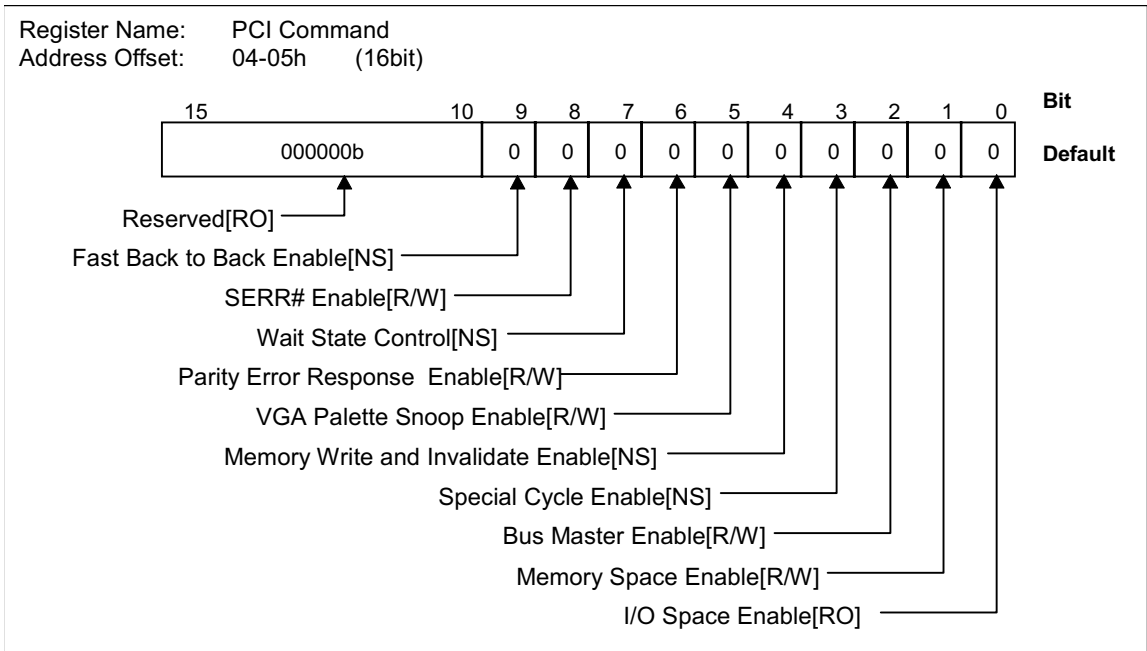 Register Name: PCI Command
Address Offset: 04-05h (16bit)
15 10 9 8 7 6 5 4 3 2 1 0 Bit
000000b 0 0 0 0 0 0 0 0 0 0 Default
Reserved[RO]
Fast Back to Back Enable[NS]
SERR# Enable[R/W]
Wait State Control[NS]
Parity Error Response Enable[R/W]
VGA Palette Snoop Enable[R/W]
Memory Write and Invalidate Enable[NS]
Special Cycle Enable[NS]
Bus Master Enable[R/W]
Memory Space Enable[R/W]
I/O Space Enable[RO]